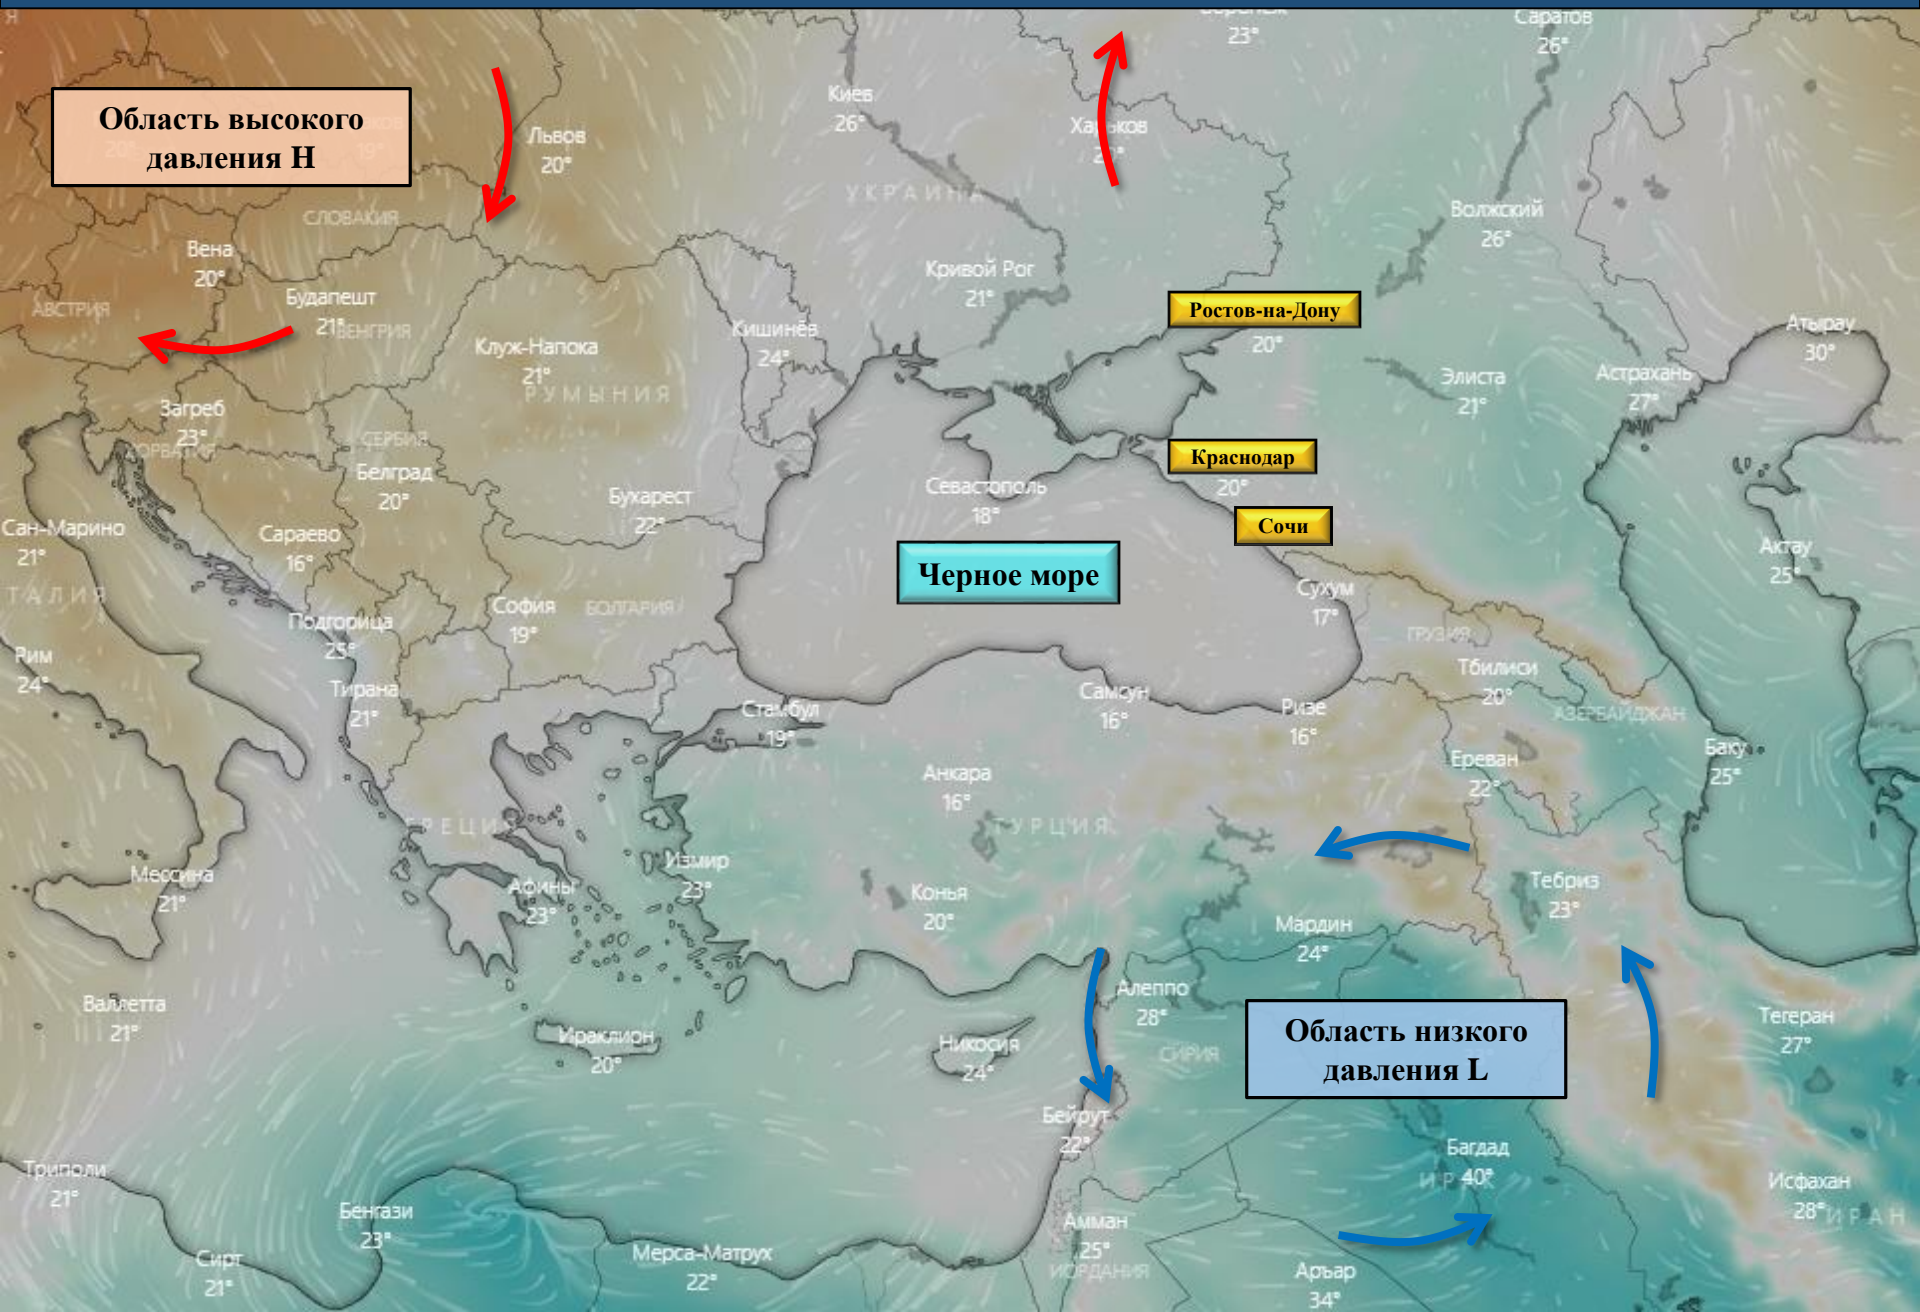 Саратов
23°
26°
Область высокого
давления H
Киев
26°
Львов
20°
УКРАИНА
Волжский
26°
СЛОВАКИЯ
Вена
20°
Кривой Рог
21°
АВСТРИЯ
Будапешт
21°
ВЕНГРИЯ
Ростов-на-Дону
20°
Кишинёв
24°
Атырау
30°
Клуж-Напока
21°
РУМЫНИЯ
Элиста
21°
Астрахань
27°
Загреб
23°
СЕРБИЯ
Белград
20°
Краснодар
20°
Севастополь
18°
Бухарест
22°
Сочи
Сан-Марино
21°
Сараево
16°
Актау
25°
Черное море
Сухум
17°
София
19°
БОЛГАРИЯ
Подгорица
25°
ГРУЗИЯ
Рим
24°
Тбилиси
20°
Тирана
21°
Стамбул
19°
Самсун
16°
Ризе
16°
АЗЕРБАЙДЖАН
Ереван
22°
Баку
25°
Анкара
16°
ТУРЦИЯ
Измир
23°
Мессина
21°
Афины
23°
Конья
20°
Тебриз
23°
Мардин
24°
Валлетта
21°
Алеппо
28°
Область низкого
давления L
Тегеран
27°
Ираклион
20°
Никосия
24°
СИРИЯ
Бейрут
22°
Багдад
40°
Триполи
21°
Исфахан
28°
ИРАН
Бенгази
23°
Амман
25°
ИОРДАНИЯ
Сирт
21°
Мерса-Матрух
22°
Аръар
34°